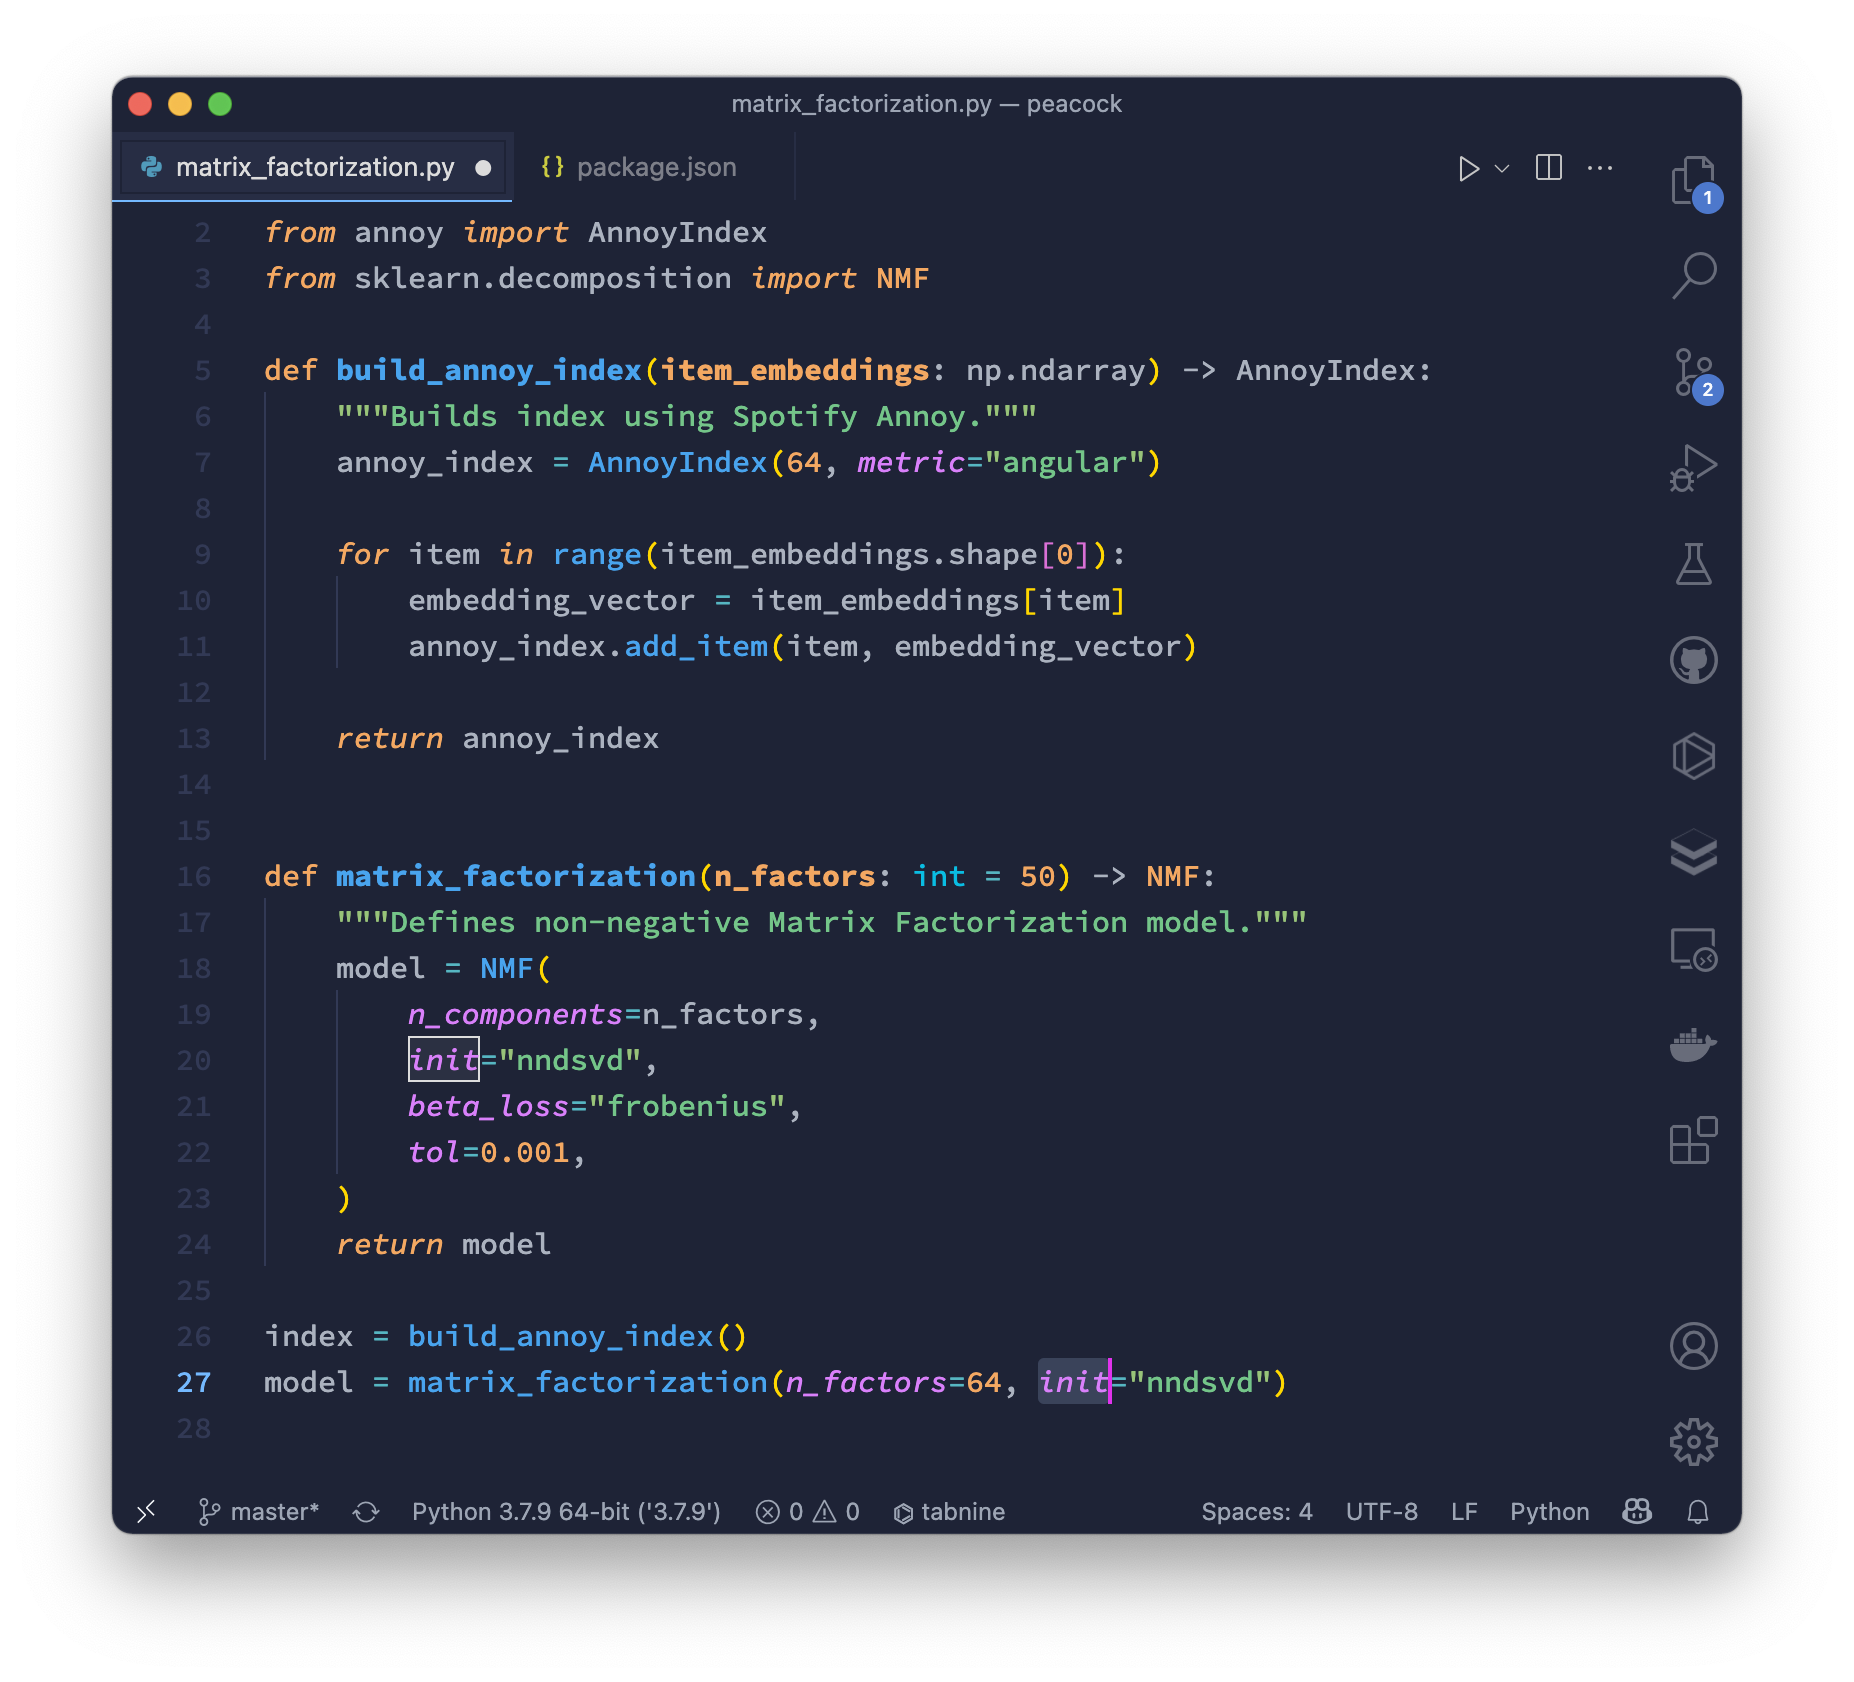 matrix_factorization.py — peacock
matrix_factorization.py
{} package.json
1
2
2 from annoy import AnnoyIndex
3 from sklearn.decomposition import NMF
4
5 def build_annoy_index(item_embeddings: np.ndarray) -> AnnoyIndex:
6     """Builds index using Spotify Annoy."""
7     annoy_index = AnnoyIndex(64, metric="angular")
8
9     for item in range(item_embeddings.shape[0]):
10         embedding_vector = item_embeddings[item]
11         annoy_index.add_item(item, embedding_vector)
12
13     return annoy_index
14
15
16 def matrix_factorization(n_factors: int = 50) -> NMF:
17     """Defines non-negative Matrix Factorization model."""
18     model = NMF(
19         n_components=n_factors,
20         init="nndsvd",
21         beta_loss="frobenius",
22         tol=0.001,
23     )
24     return model
25
26 index = build_annoy_index()
27 model = matrix_factorization(n_factors=64, init="nndsvd")
28
master* Python 3.7.9 64-bit ('3.7.9') 0 0 tabnine Spaces: 4 UTF-8 LF Python